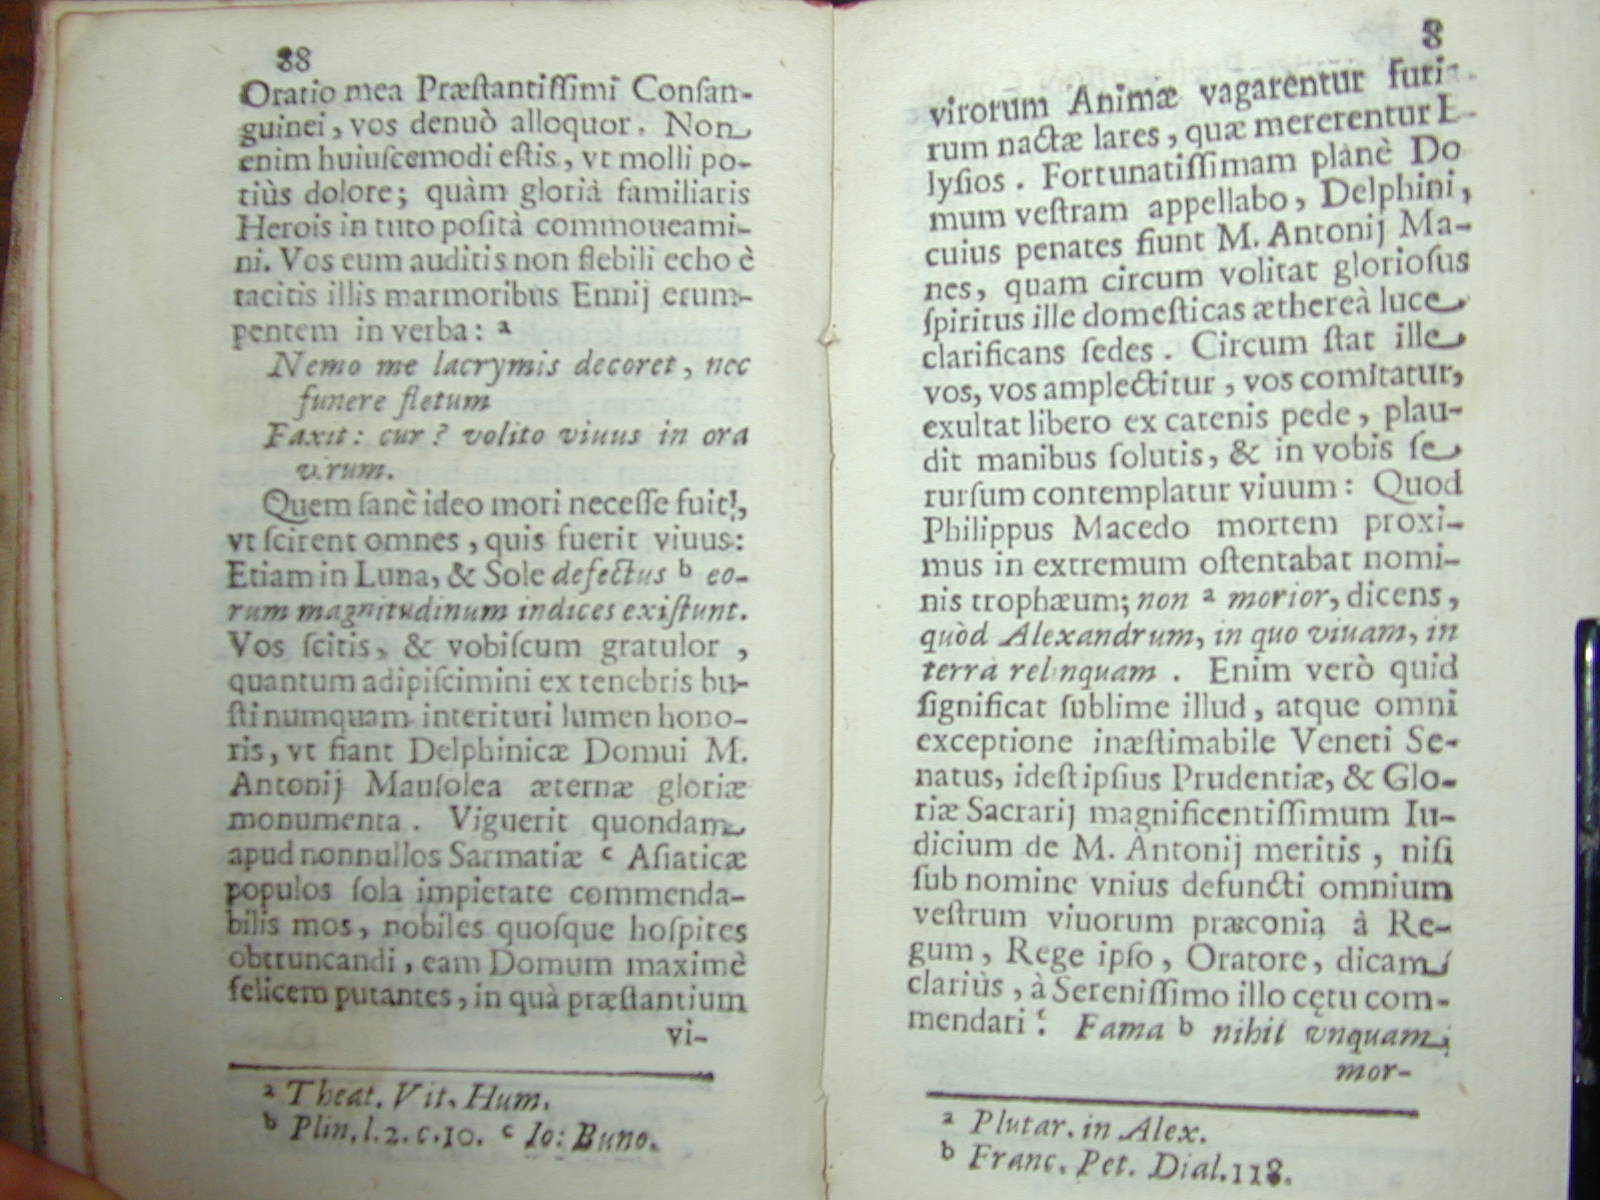 88
Oratio mea Præſtantiſſimi Conſan-
guinei, vos denuò alloquor. Non
enim huiuſcemodi eſtis, vt molli po-
tiùs dolore; quàm glorià familiaris
Herois in tuto poſità commoueami-
ni. Vos eum auditis non flebili echo è
tacitis illis marmoribus Ennij erum-
pentem in verba: a
Nemo me lacrymis decoret, nec
funere fletum
Faxit: cur? volito viuus in ora
virum.
Quem ſanè ideo mori neceſſe fuit!,
vt ſcirent omnes, quis fuerit viuus:
Etiam in Luna, & Sole defectus b eo-
rum magnitudinum indices exiſtunt.
Vos ſcitis, & vobiſcum gratulor,
quantum adipiſcimini ex tenebris bu-
ſti numquam interituri lumen hono-
ris, vt fiant Delphinicæ Domui M.
Antonij Mauſolea æternæ gloriæ
monumenta. Viguerit quondam
apud nonnullos Sarmatiæ c Aſiaticæ
populos ſola impietate commenda-
bilis mos, nobiles quoſque hoſpites
obtruncandi, eam Domum maximè
felicem putantes, in quà præſtantium
vi-
a Theat. Vit. Hum.
b Plin. l. 2. c. 10. c Io: Buno.
8
virorum Animæ vagarentur
rum nactæ lares, quæ mererentur E-
lyſios. Fortunatiſſimam planè Do
mum veſtram appellabo, Delphini,
cuius penates fiunt M. Antonij Ma-
nes, quam circum volitat glorioſus
ſpiritus ille domeſticas æthereà luce
clarificans ſedes. Circum ſtat ille
vos, vos amplectitur, vos comitatur,
exultat libero ex catenis pede, plau-
dit manibus ſolutis, & in vobis ſe
rurſum contemplatur viuum: Quod
Philippus Macedo mortem proxi-
mus in extremum oſtentabat nomi-
nis trophæum; non a morior, dicens,
quòd Alexandrum, in quo viuam, in
terrà relinquam. Enim verò quid
ſignificat ſublime illud, atque omni
exceptione inæſtimabile Veneti Se-
natus, ideſt ipſius Prudentiæ, & Glo-
riæ Sacrarij magnificentiſſimum Iu-
dicium de M. Antonij meritis, niſi
ſub nomine vnius defuncti omnium
veſtrum viuorum præconia à Re-
gum, Rege ipſo, Oratore, dicam
clariùs, à Sereniſſimo illo cętu com-
mendari? Fama b nihil vnquam
mor-
a Plutar. in Alex.
b Franc. Pet. Dial. 118.